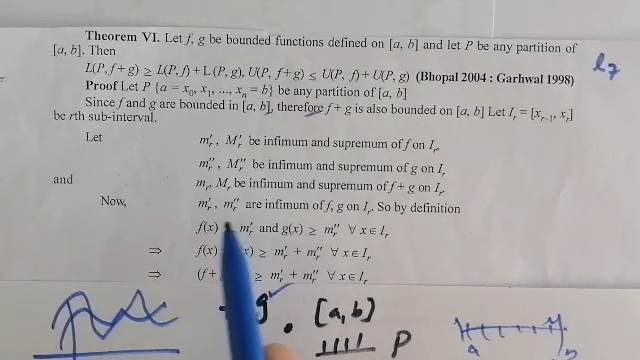 Theorem VI. Let f, g be bounded functions defined on [a, b] and let P be any partition of
[a, b]. Then
L(P, f + g) ≥ L(P, f) + L (P, g), U(P, f + g) ≤ U(P, f) + U(P, g) (Bhopal 2004 : Garhwal 1998)
Proof Let P {a = x₀, x₁, ..., xₙ = b} be any partition of [a, b]
Since f and g are bounded in [a, b], therefore f + g is also bounded on [a, b] Let Iᵣ = [xᵣ₋₁, xᵣ]
be rth sub-interval.
Let m′ᵣ, M′ᵣ be infimum and supremum of f on Iᵣ
m″ᵣ, M″ᵣ be infimum and supremum of g on Iᵣ
and mᵣ, Mᵣ be infimum and supremum of f + g on Iᵣ
Now, m′ᵣ, m″ᵣ are infimum of f, g on Iᵣ. So by definition
f(x) m′ᵣ and g(x) ≥ m″ᵣ ∀ x ∈ Iᵣ
⇒ f(x) x) ≥ m′ᵣ + m″ᵣ ∀ x ∈ Iᵣ
⇒ (f + ≥ m′ᵣ + m″ᵣ ∀ x ∈ Iᵣ
g [a, b]
P
a b